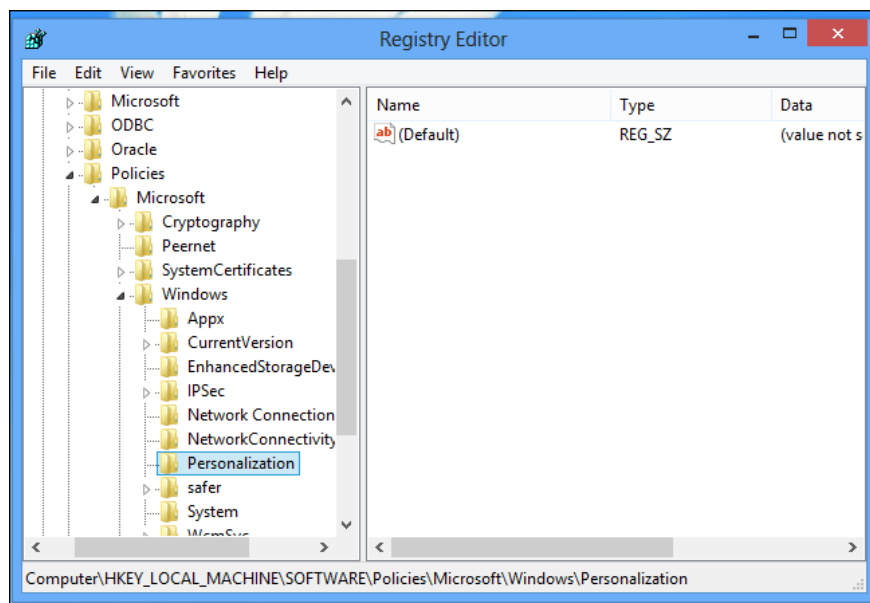 Registry Editor
File Edit View Favorites Help
Microsoft
ODBC
Oracle
Policies
Microsoft
Cryptography
Peernet
SystemCertificates
Windows
Appx
CurrentVersion
EnhancedStorageDev
IPSec
Network Connection
NetworkConnectivity
Personalization
safer
System
Name Type Data
ab (Default) REG_SZ (value not s
Computer\HKEY_LOCAL_MACHINE\SOFTWARE\Policies\Microsoft\Windows\Personalization